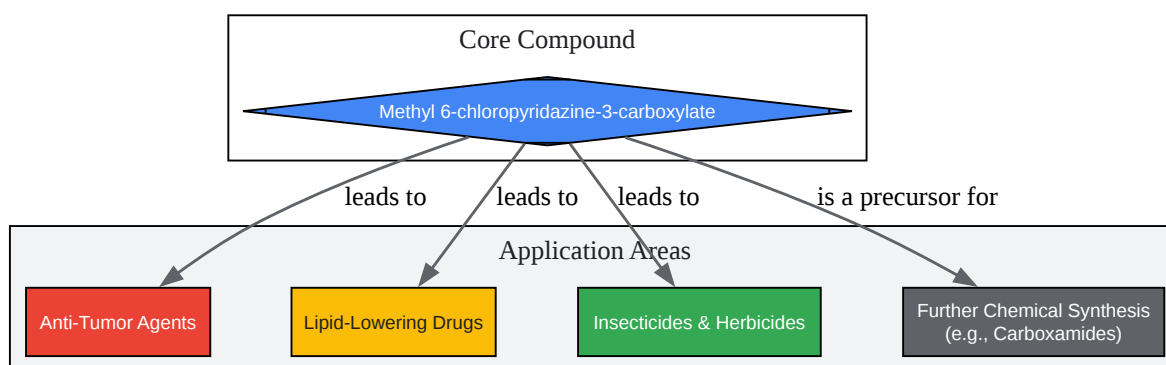 Core Compound
Methyl 6-chloropyridazine-3-carboxylate
leads to
leads to
leads to
is a precursor for
Application Areas
Anti-Tumor Agents
Lipid-Lowering Drugs
Insecticides & Herbicides
Further Chemical Synthesis
(e.g., Carboxamides)